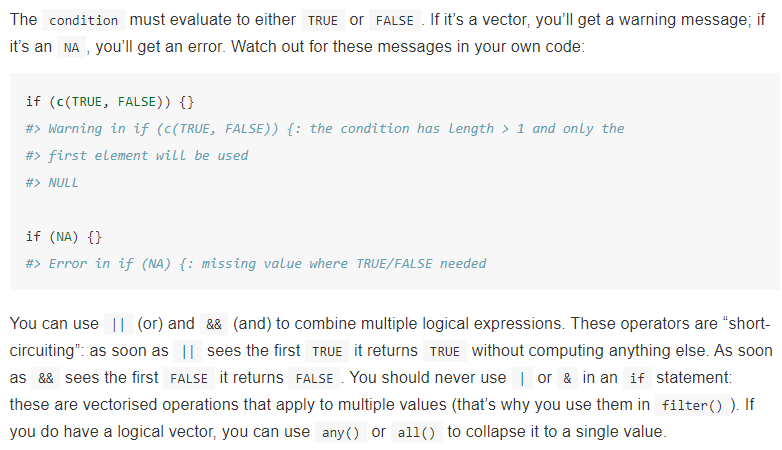 The condition must evaluate to either TRUE or FALSE . If it’s a vector, you’ll get a warning message; if
it’s an NA , you’ll get an error. Watch out for these messages in your own code:
if (c(TRUE, FALSE)) {}
#> Warning in if (c(TRUE, FALSE)) {: the condition has length > 1 and only the
#> first element will be used
#> NULL
if (NA) {}
#> Error in if (NA) {: missing value where TRUE/FALSE needed
You can use || (or) and && (and) to combine multiple logical expressions. These operators are “short-
circuiting”: as soon as || sees the first TRUE it returns TRUE without computing anything else. As soon
as && sees the first FALSE it returns FALSE . You should never use | or & in an if statement:
these are vectorised operations that apply to multiple values (that’s why you use them in filter() ). If
you do have a logical vector, you can use any() or all() to collapse it to a single value.